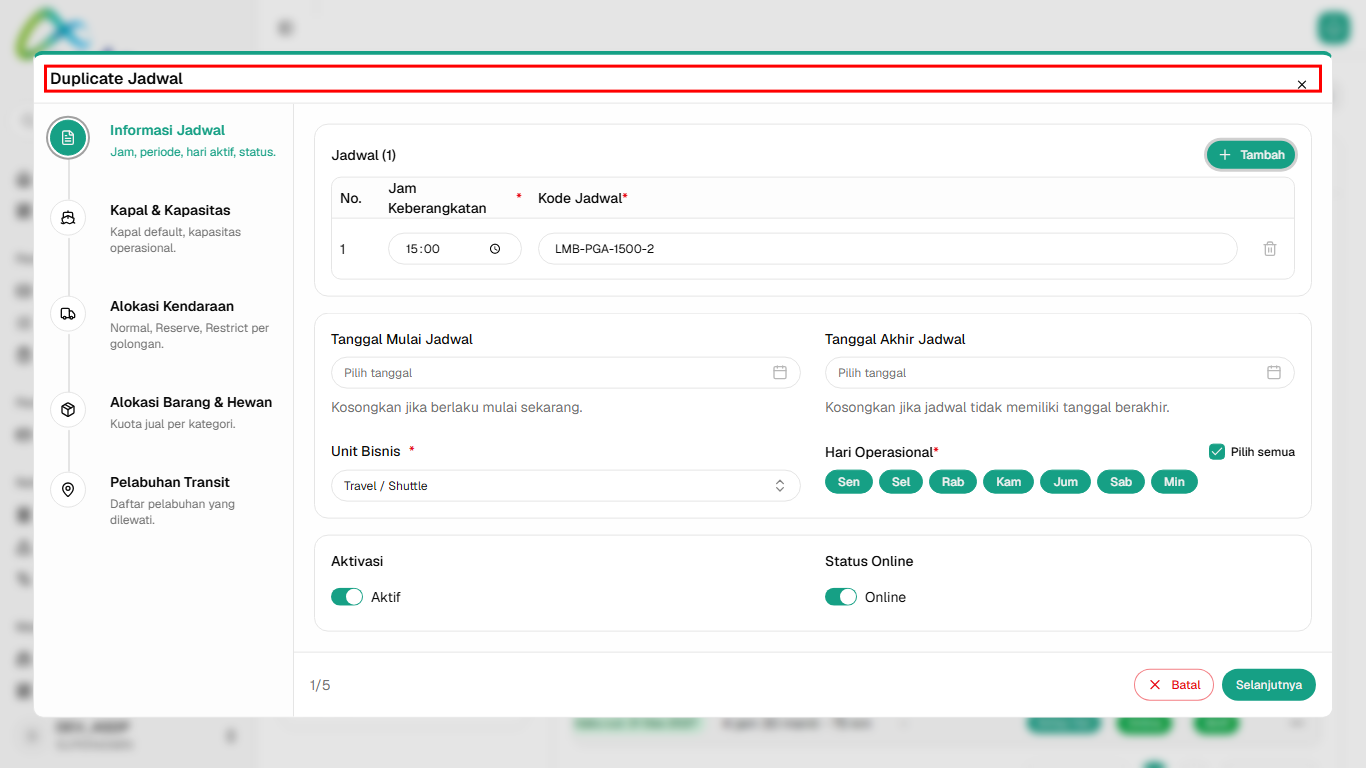 Duplicate Jadwal
Informasi Jadwal
Jam, periode, hari aktif, status.
Kapal & Kapasitas
Kapal default, kapasitas
operasional.
Alokasi Kendaraan
Normal, Reserve, Restrict per
golongan.
Alokasi Barang & Hewan
Kuota jual per kategori.
Pelabuhan Transit
Daftar pelabuhan yang
dilewati.
Jadwal (1)
+ Tambah
No.
Jam
Keberangkatan *
Kode Jadwal*
1
15:00
LMB-PGA-1500-2
Tanggal Mulai Jadwal
Pilih tanggal
Kosongkan jika berlaku mulai sekarang.
Tanggal Akhir Jadwal
Pilih tanggal
Kosongkan jika jadwal tidak memiliki tanggal berakhir.
Unit Bisnis *
Travel / Shuttle
Hari Operasional*
Pilih semua
Sen Sel Rab Kam Jum Sab Min
Aktivasi
Aktif
Status Online
Online
1/5
Batal
Selanjutnya